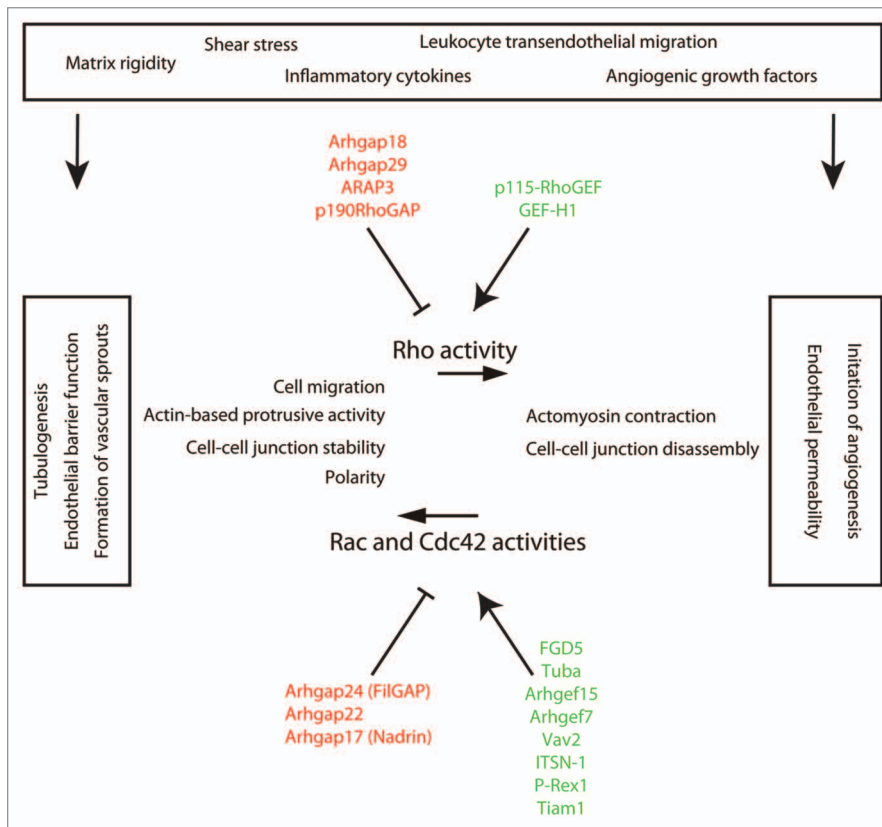 Shear stress
Leukocyte transendothelial migration
Matrix rigidity
Inflammatory cytokines
Angiogenic growth factors
Arhgap18
Arhgap29
ARAP3
p190RhoGAP
p115-RhoGEF
GEF-H1
Tubulogenesis
Endothelial barrier function
Formation of vascular sprouts
Rho activity
Cell migration
Actin-based protrusive activity
Cell-cell junction stability
Polarity
Actomyosin contraction
Cell-cell junction disassembly
Rac and Cdc42 activities
Initation of angiogenesis
Endothelial permeability
Arhgap24 (FilGAP)
Arhgap22
Arhgap17 (Nadrin)
FGD5
Tuba
Arhgef15
Arhgef7
Vav2
ITSN-1
P-Rex1
Tiam1